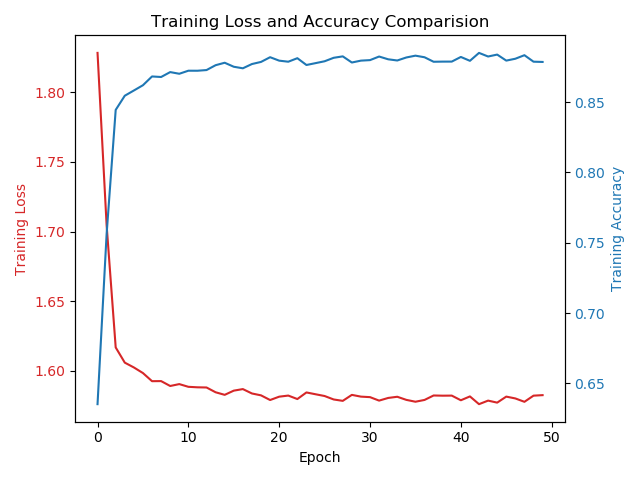 Training Loss and Accuracy Comparision
1.80
1.75
1.70
1.65
1.60
Training Loss
0.85
0.80
0.75
0.70
0.65
Training Accuracy
0 10 20 30 40 50
Epoch